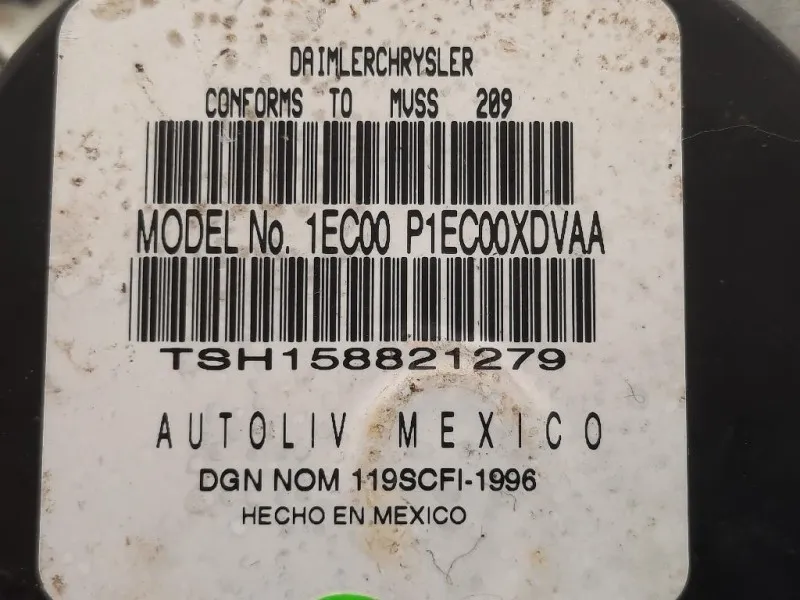 DAIMLERCHRYSLER
CONFORMS TO MVSS 209
MODEL No. 1EC00 P1EC00XDVAA
TSH158821279
AUTOLIV MEXICO
DGN NOM 119SCFI-1996
HECHO EN MEXICO